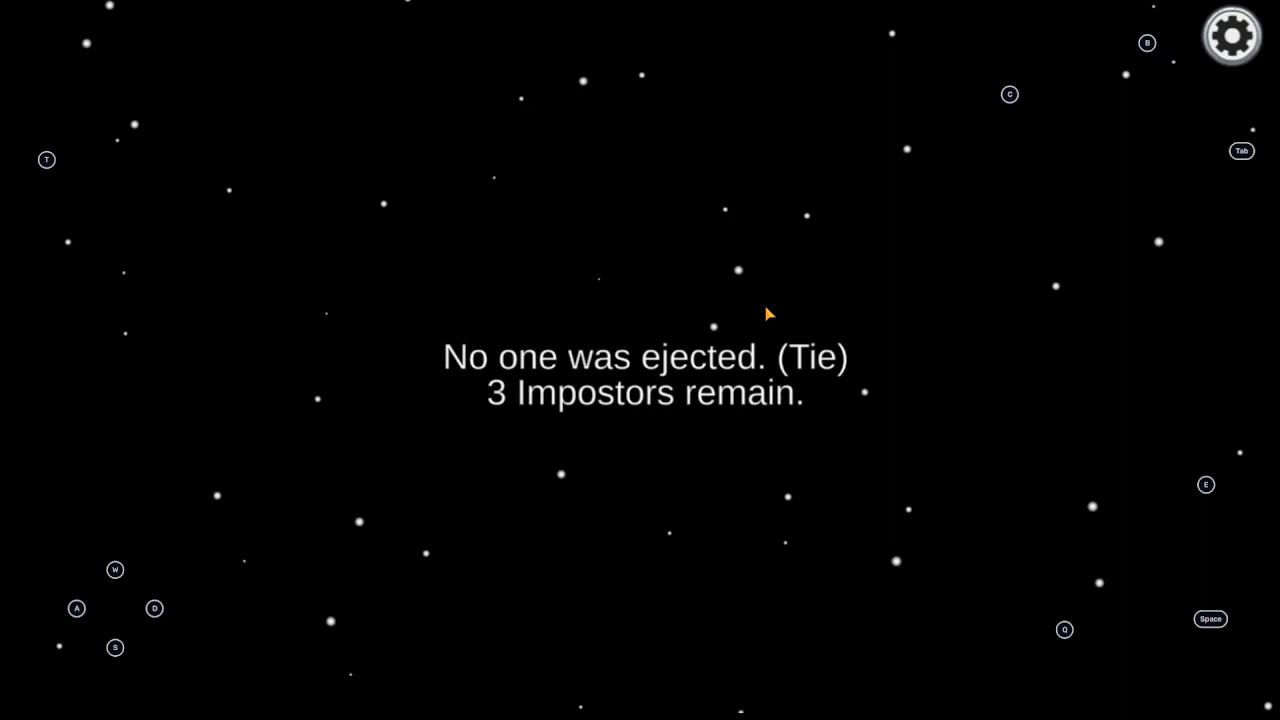 B
C
T
Tab
No one was ejected. (Tie)
3 Impostors remain.
E
W
A
D
Space
Q
S